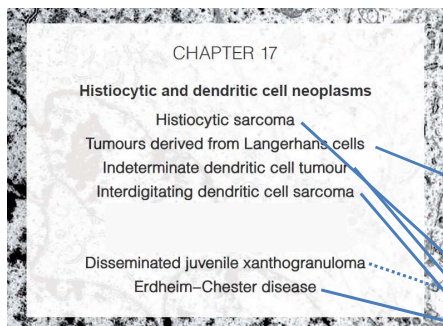 CHAPTER 17
Histiocytic and dendritic cell neoplasms
Histiocytic sarcoma
Tumours derived from Langerhans cells
Indeterminate dendritic cell tumour
Interdigitating dendritic cell sarcoma
Disseminated juvenile xanthogranuloma
Erdheim–Chester disease